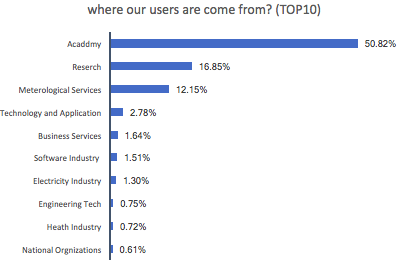 where our users are come from? (TOP10)
Acaddmy 50.82%
Reserch 16.85%
Meterological Services 12.15%
Technology and Application 2.78%
Business Services 1.64%
Software Industry 1.51%
Electricity Industry 1.30%
Engineering Tech 0.75%
Heath Industry 0.72%
National Orgnizations 0.61%